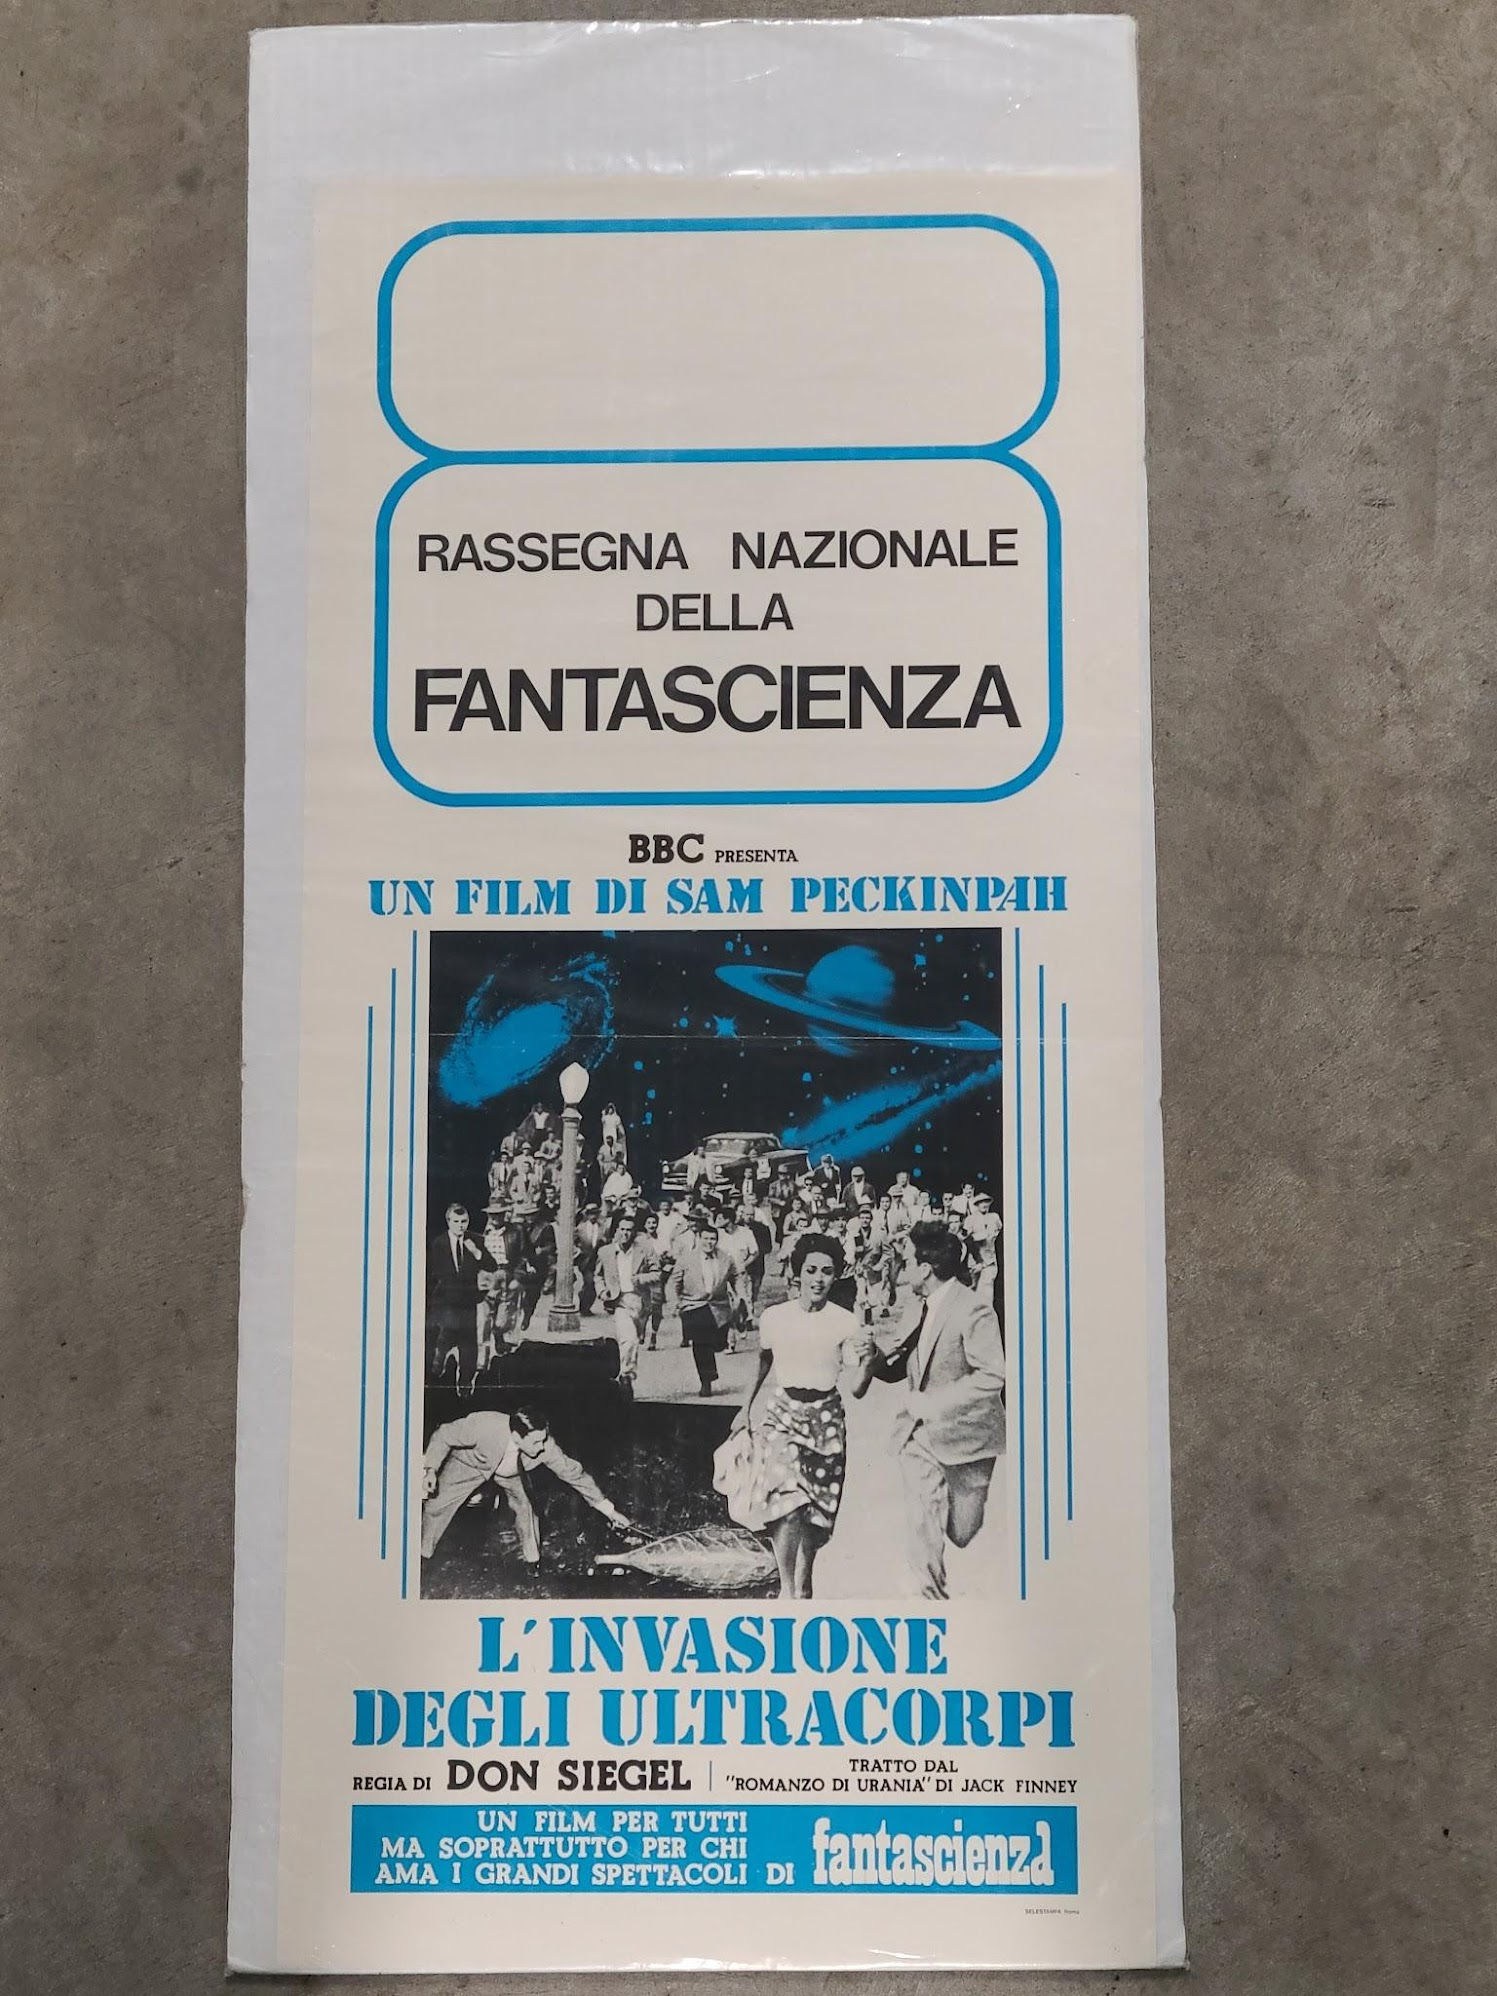 RASSEGNA NAZIONALE
DELLA
FANTASCIENZA
BBC PRESENTA
UN FILM DI SAM PECKINPAH
L'INVASIONE
DEGLI ULTRACORPI
REGIA DI DON SIEGEL
TRATTO DAL
"ROMANZO DI URANIA" DI JACK FINNEY
UN FILM PER TUTTI
MA SOPRATTUTTO PER CHI
AMA I GRANDI SPETTACOLI DI fantascienza
SELESTAMPA Roma